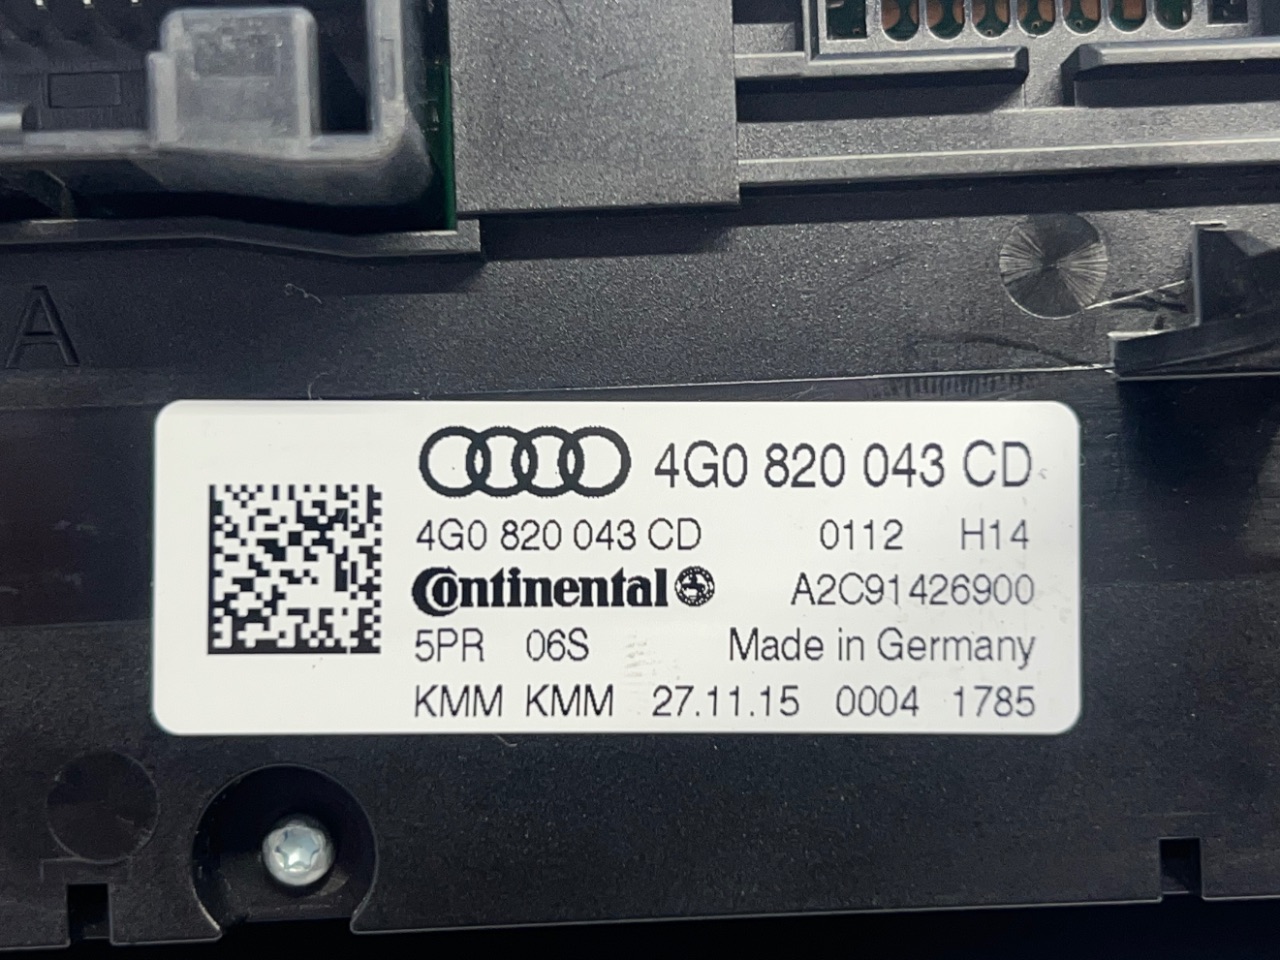 A
4G0 820 043 CD
4G0 820 043 CD 0112 H14
Continental A2C91426900
5PR 06S Made in Germany
KMM KMM 27.11.15 0004 1785